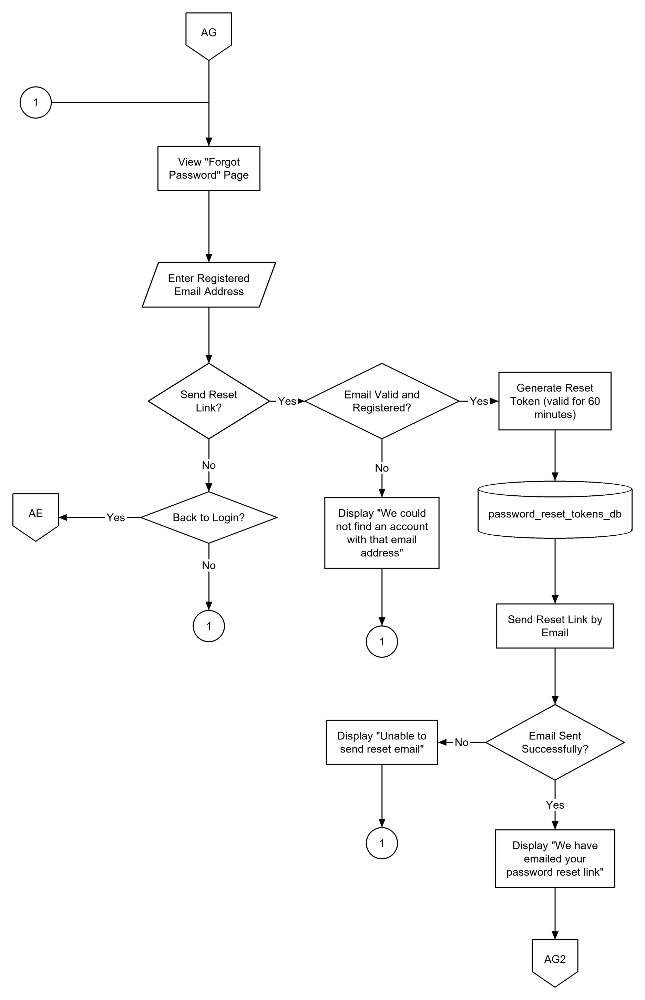 AG
1
View "Forgot
Password" Page
Enter Registered
Email Address
Send Reset
Link?
Yes
Email Valid and
Registered?
Yes
Generate Reset
Token (valid for 60
minutes)
No
No
AE
Yes
Back to Login?
Display "We could
not find an account
with that email
address"
password_reset_tokens_db
No
1
1
Send Reset Link by
Email
Display "Unable to
send reset email"
No
Email Sent
Successfully?
Yes
1
Display "We have
emailed your
password reset link"
AG2